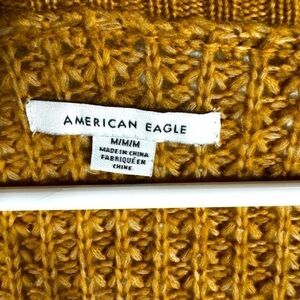 AMERICAN EAGLE
M/M/M
MADE IN CHINA
FABRIQUÉ EN
CHINE